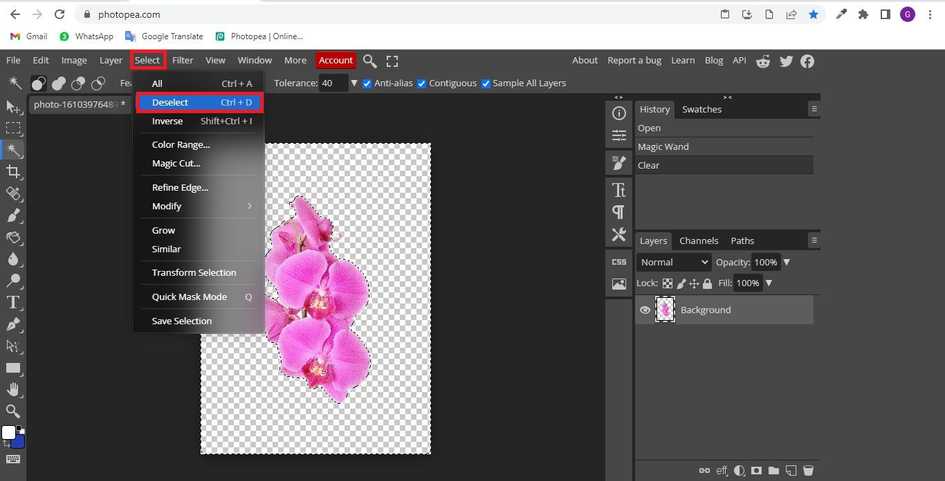 photopea.com
G
Gmail
WhatsApp
Google Translate
Photopea | Online...
File Edit Image Layer Select Filter View Window More Account
About Report a bug Learn Blog API
Tolerance: 40 Anti-alias Contiguous Sample All Layers
photo-161039764 *
All Ctrl + A
Deselect Ctrl + D
Inverse Shift+Ctrl + I
Color Range...
Magic Cut...
Refine Edge...
Modify
Grow
Similar
Transform Selection
Quick Mask Mode Q
Save Selection
History Swatches
Open
Magic Wand
Clear
CSS
Layers Channels Paths
Normal Opacity: 100%
Lock: Fill: 100%
Background
eff